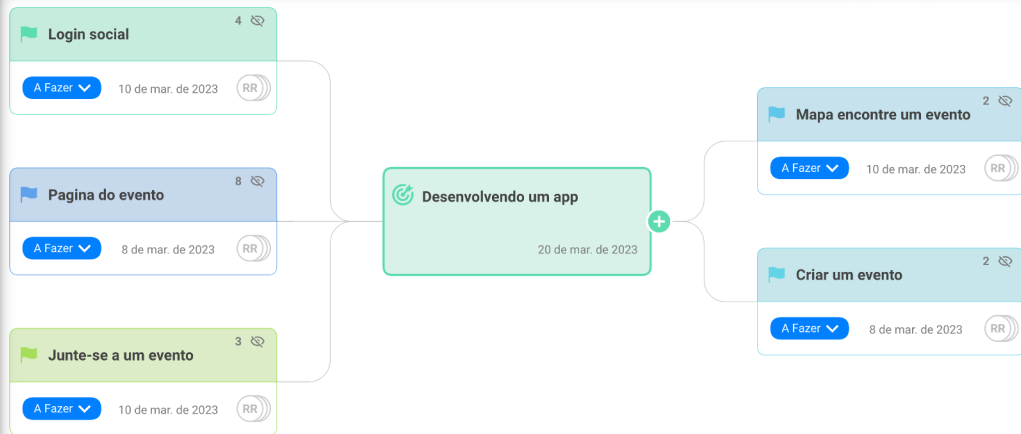 4
Login social
A Fazer
10 de mar. de 2023
RR
8
Pagina do evento
A Fazer
8 de mar. de 2023
RR
3
Junte-se a um evento
A Fazer
10 de mar. de 2023
RR
Desenvolvendo um app
20 de mar. de 2023
2
Mapa encontre um evento
A Fazer
10 de mar. de 2023
RR
2
Criar um evento
A Fazer
8 de mar. de 2023
RR